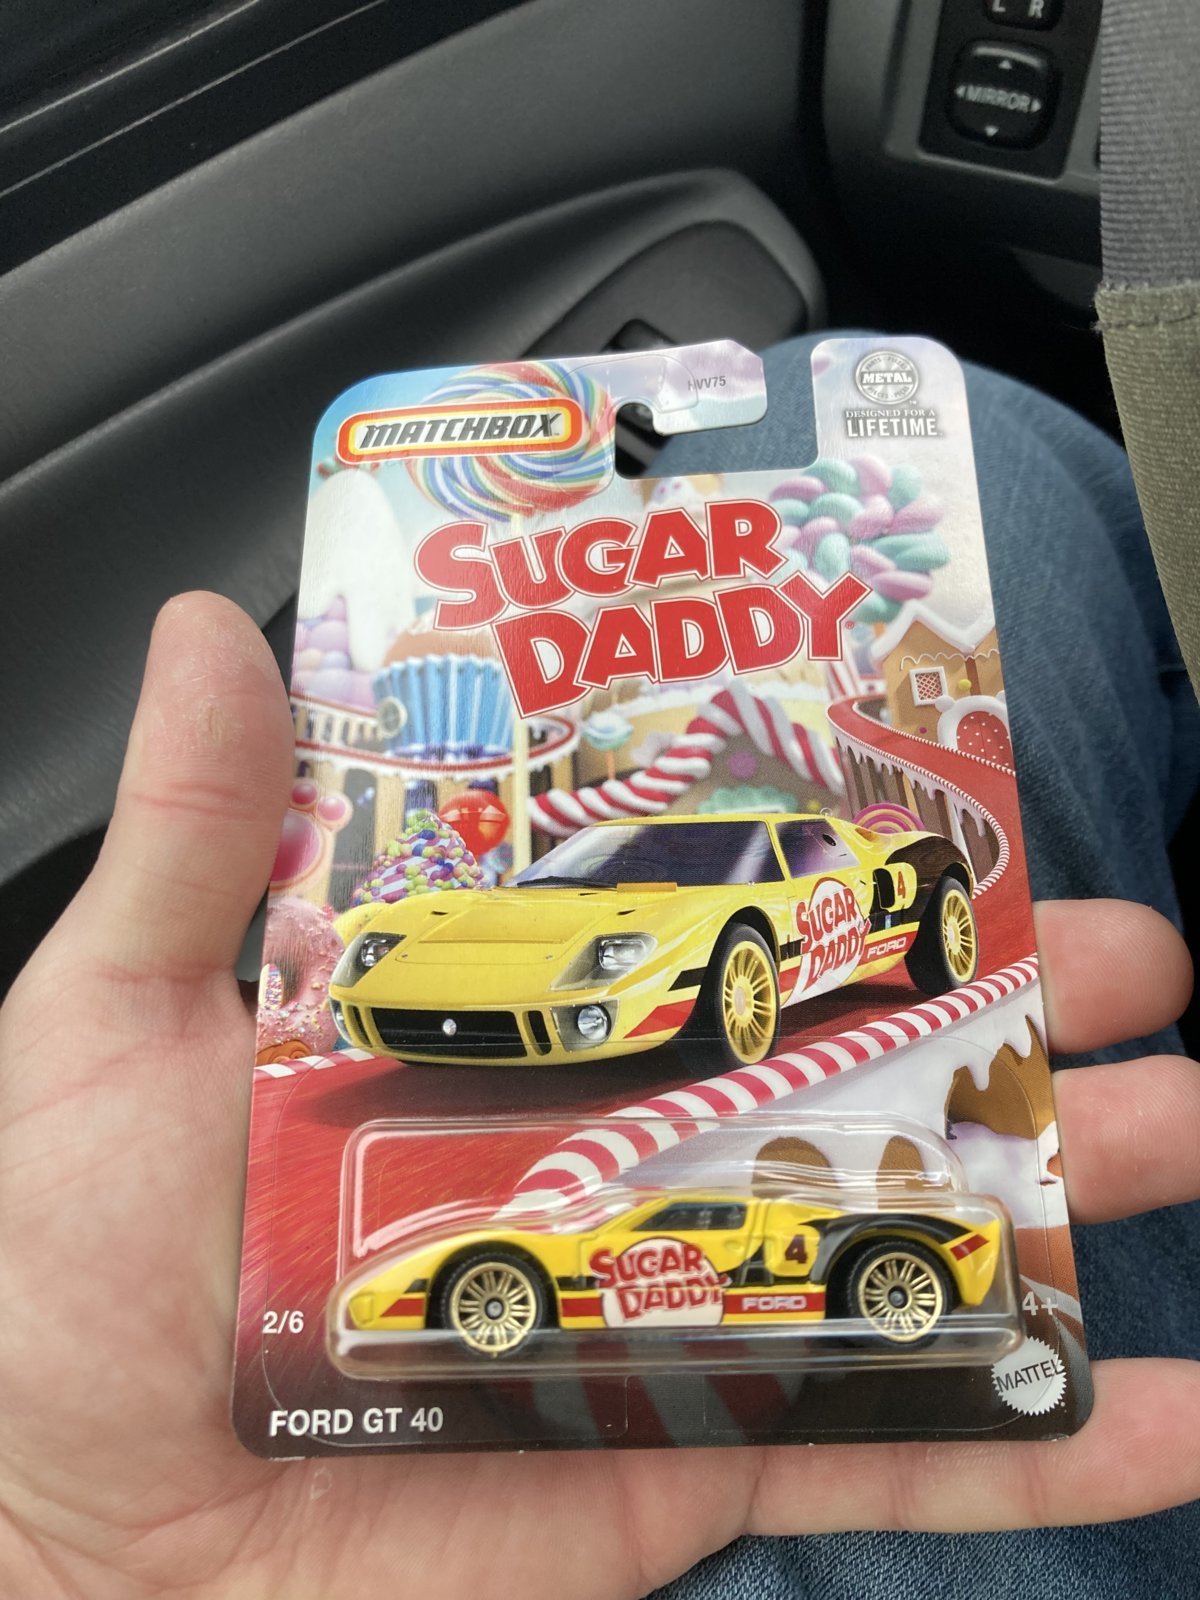 L R
MIRROR
HVV75
MATCHBOX
METAL
DESIGNED FOR A
LIFETIME
SUGAR
DADDY®
4
SUGAR
DADDY
FORD
4
SUGAR
DADDY
FORD
2/6
4+
MATTEL
FORD GT 40